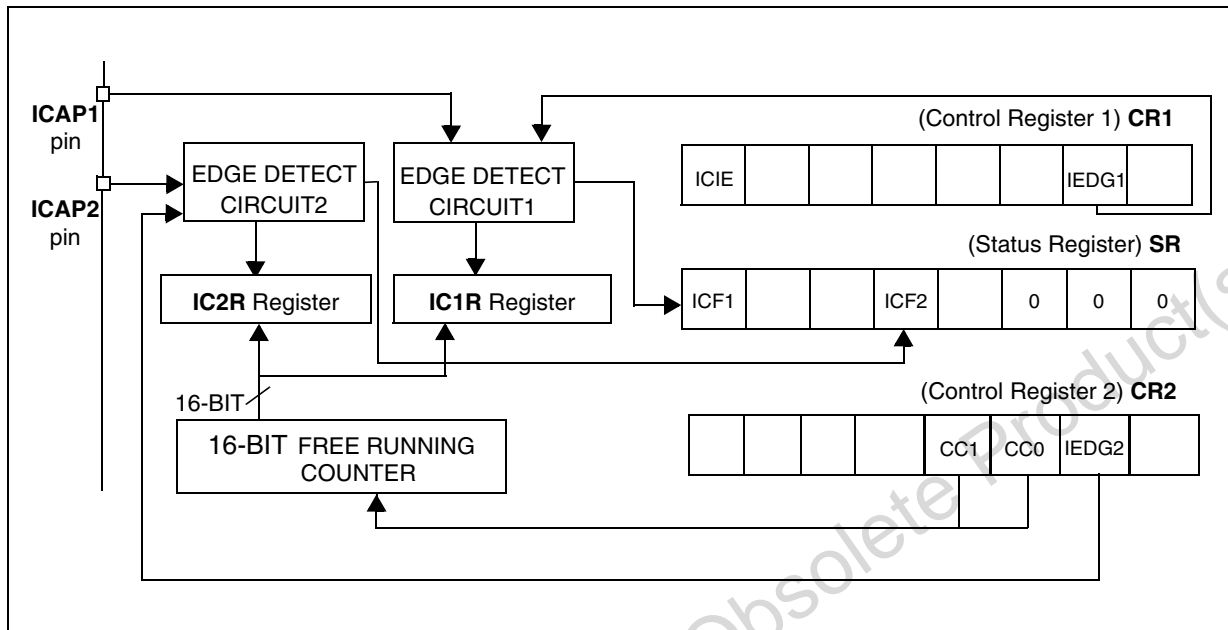 ICAP1
pin
ICAP2
pin
EDGE DETECT
CIRCUIT2
EDGE DETECT
CIRCUIT1
IC2R Register
IC1R Register
16-BIT
16-BIT FREE RUNNING
COUNTER
(Control Register 1) CR1
ICIE
IEDG1
(Status Register) SR
ICF1
ICF2
0
0
0
(Control Register 2) CR2
CC1
CC0
IEDG2
Obsolete Product(s